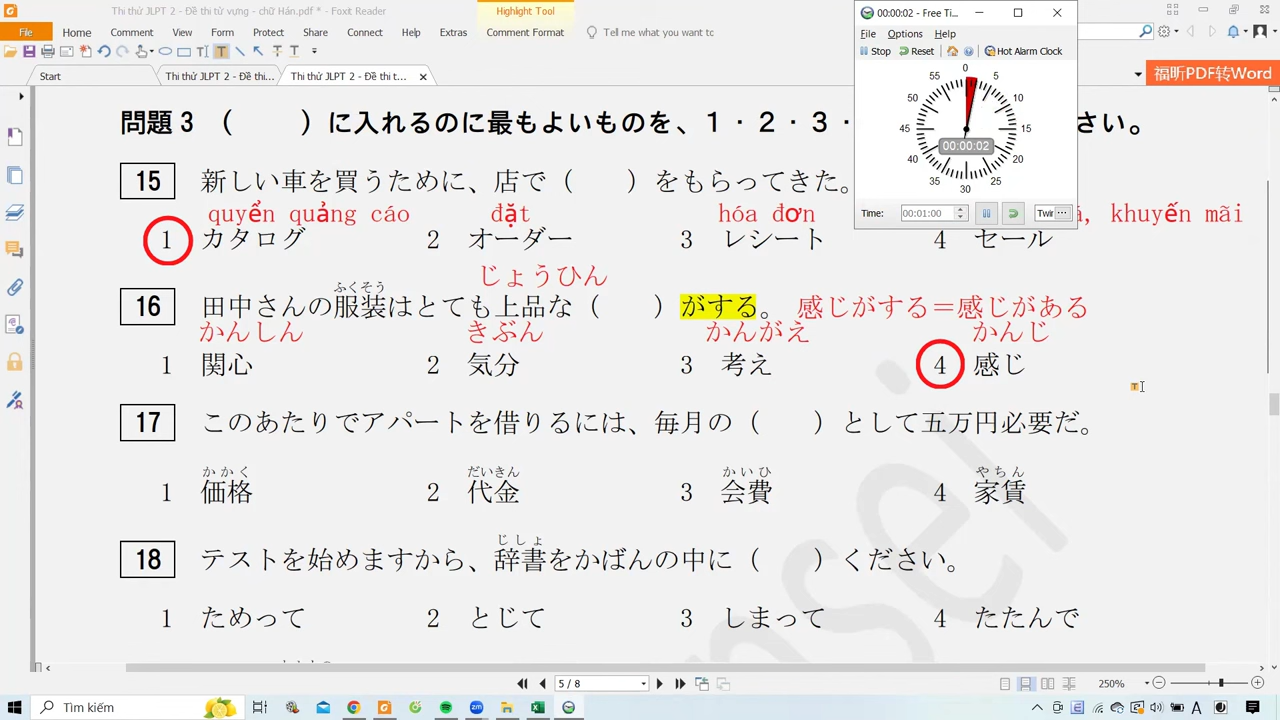 Thi thử JLPT 2 - Đề thi từ vựng - chữ Hán.pdf * - Foxit Reader
Highlight Tool
File Home Comment View Form Protect Share Connect Help Extras Comment Format Tell me what you want to
Start Thi thử JLPT 2 - Đề thi... Thi thử JLPT 2 - Đề thi t...
福昕PDF转Word
00:00:02 - Free Ti...
File Options Help
Stop Reset Hot Alarm Clock
0 5 10 15 20 25 30 35 40 45 50 55
00:00:02
Time: 00:01:00 Twir ...
問題３ （ ）に入れるのに最もよいものを、１・２・３・ さい。
15 新しい車を買うために、店で（ ）をもらってきた。
quyển quảng cáo đặt hóa đơn á, khuyến mãi
1 カタログ 2 オーダー 3 レシート 4 セール
じょうひん
ふくそう
16 田中さんの服装はとても上品な（ ）がする。 感じがする＝感じがある
かんしん きぶん かんがえ かんじ
1 関心 2 気分 3 考え 4 感じ
17 このあたりでアパートを借りるには、毎月の（ ）として五万円必要だ。
かかく だいきん かいひ やちん
1 価格 2 代金 3 会費 4 家賃
じしょ
18 テストを始めますから、辞書をかばんの中に（ ）ください。
1 ためって 2 とじて 3 しまって 4 たたんで
5 / 8
250%
Tìm kiếm